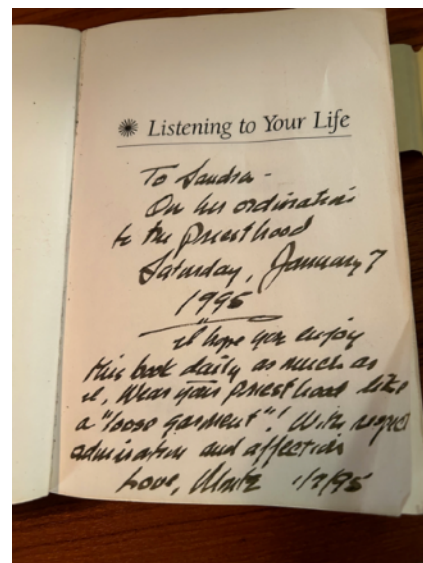 Listening to Your Life
To Sandra -
On her ordination
to the Priesthood
Saturday, January 7
1995
I hope you enjoy
this book daily as much as
I. Wear your Priesthood like
a "loose garment"! With respect
admiration and affection
Love, 1/7/95